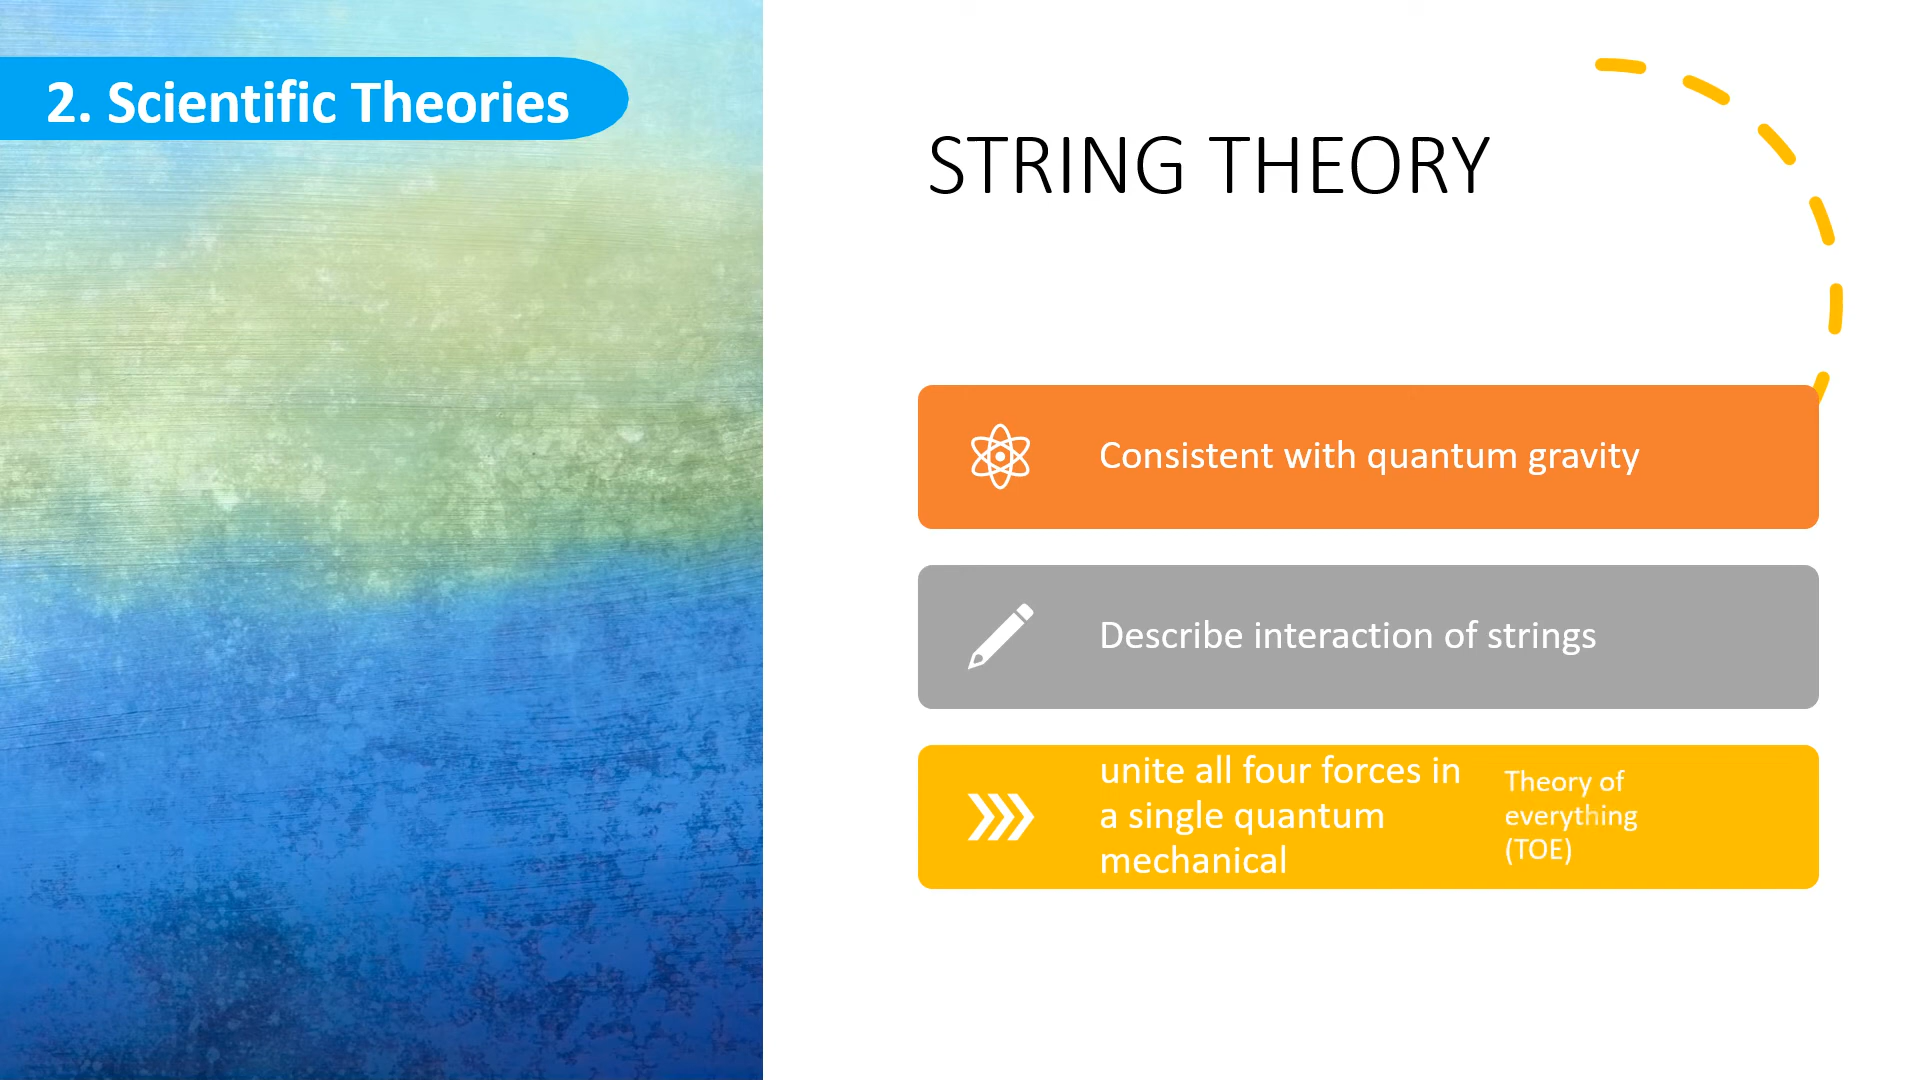 2. Scientific Theories
STRING THEORY
Consistent with quantum gravity
Describe interaction of strings
unite all four forces in
a single quantum
mechanical
Theory of
everything
(TOE)